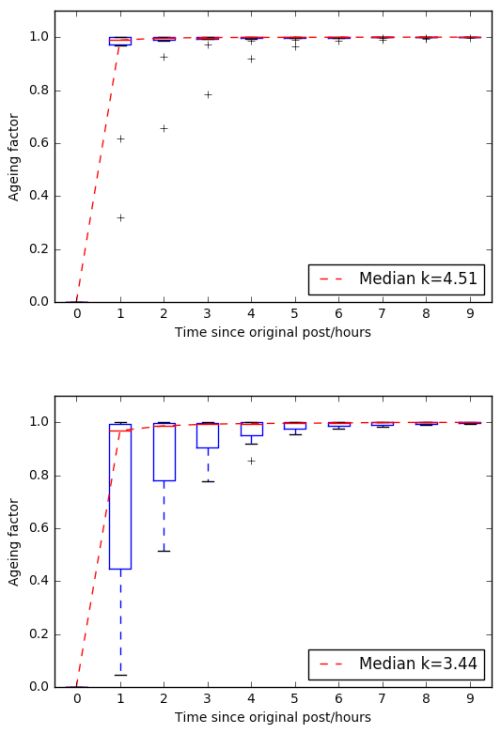 1.0
0.8
0.6
0.4
0.2
0.0
Ageing factor
Median k=4.51
0 1 2 3 4 5 6 7 8 9
Time since original post/hours
1.0
0.8
0.6
0.4
0.2
0.0
Ageing factor
Median k=3.44
0 1 2 3 4 5 6 7 8 9
Time since original post/hours